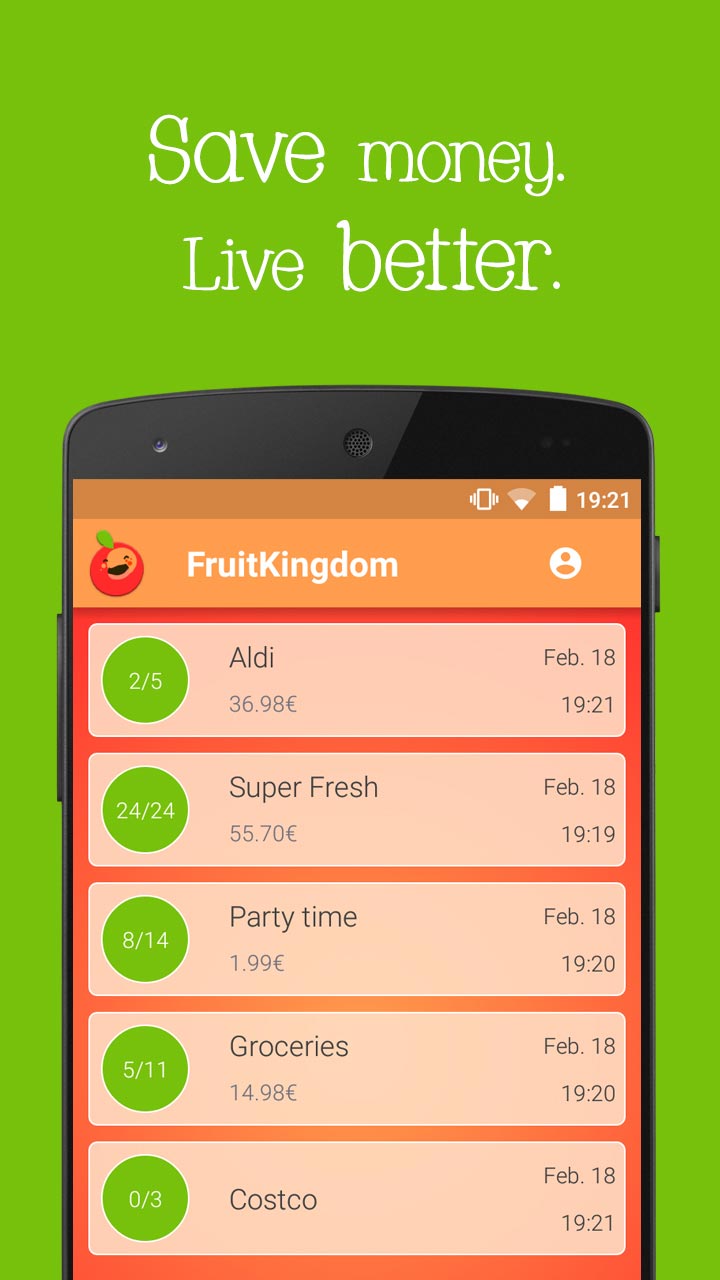 Save money.
Live better.
19:21
FruitKingdom
2/5 Aldi Feb. 18
36.98€ 19:21
24/24 Super Fresh Feb. 18
55.70€ 19:19
8/14 Party time Feb. 18
1.99€ 19:20
5/11 Groceries Feb. 18
14.98€ 19:20
0/3 Costco Feb. 18
19:21